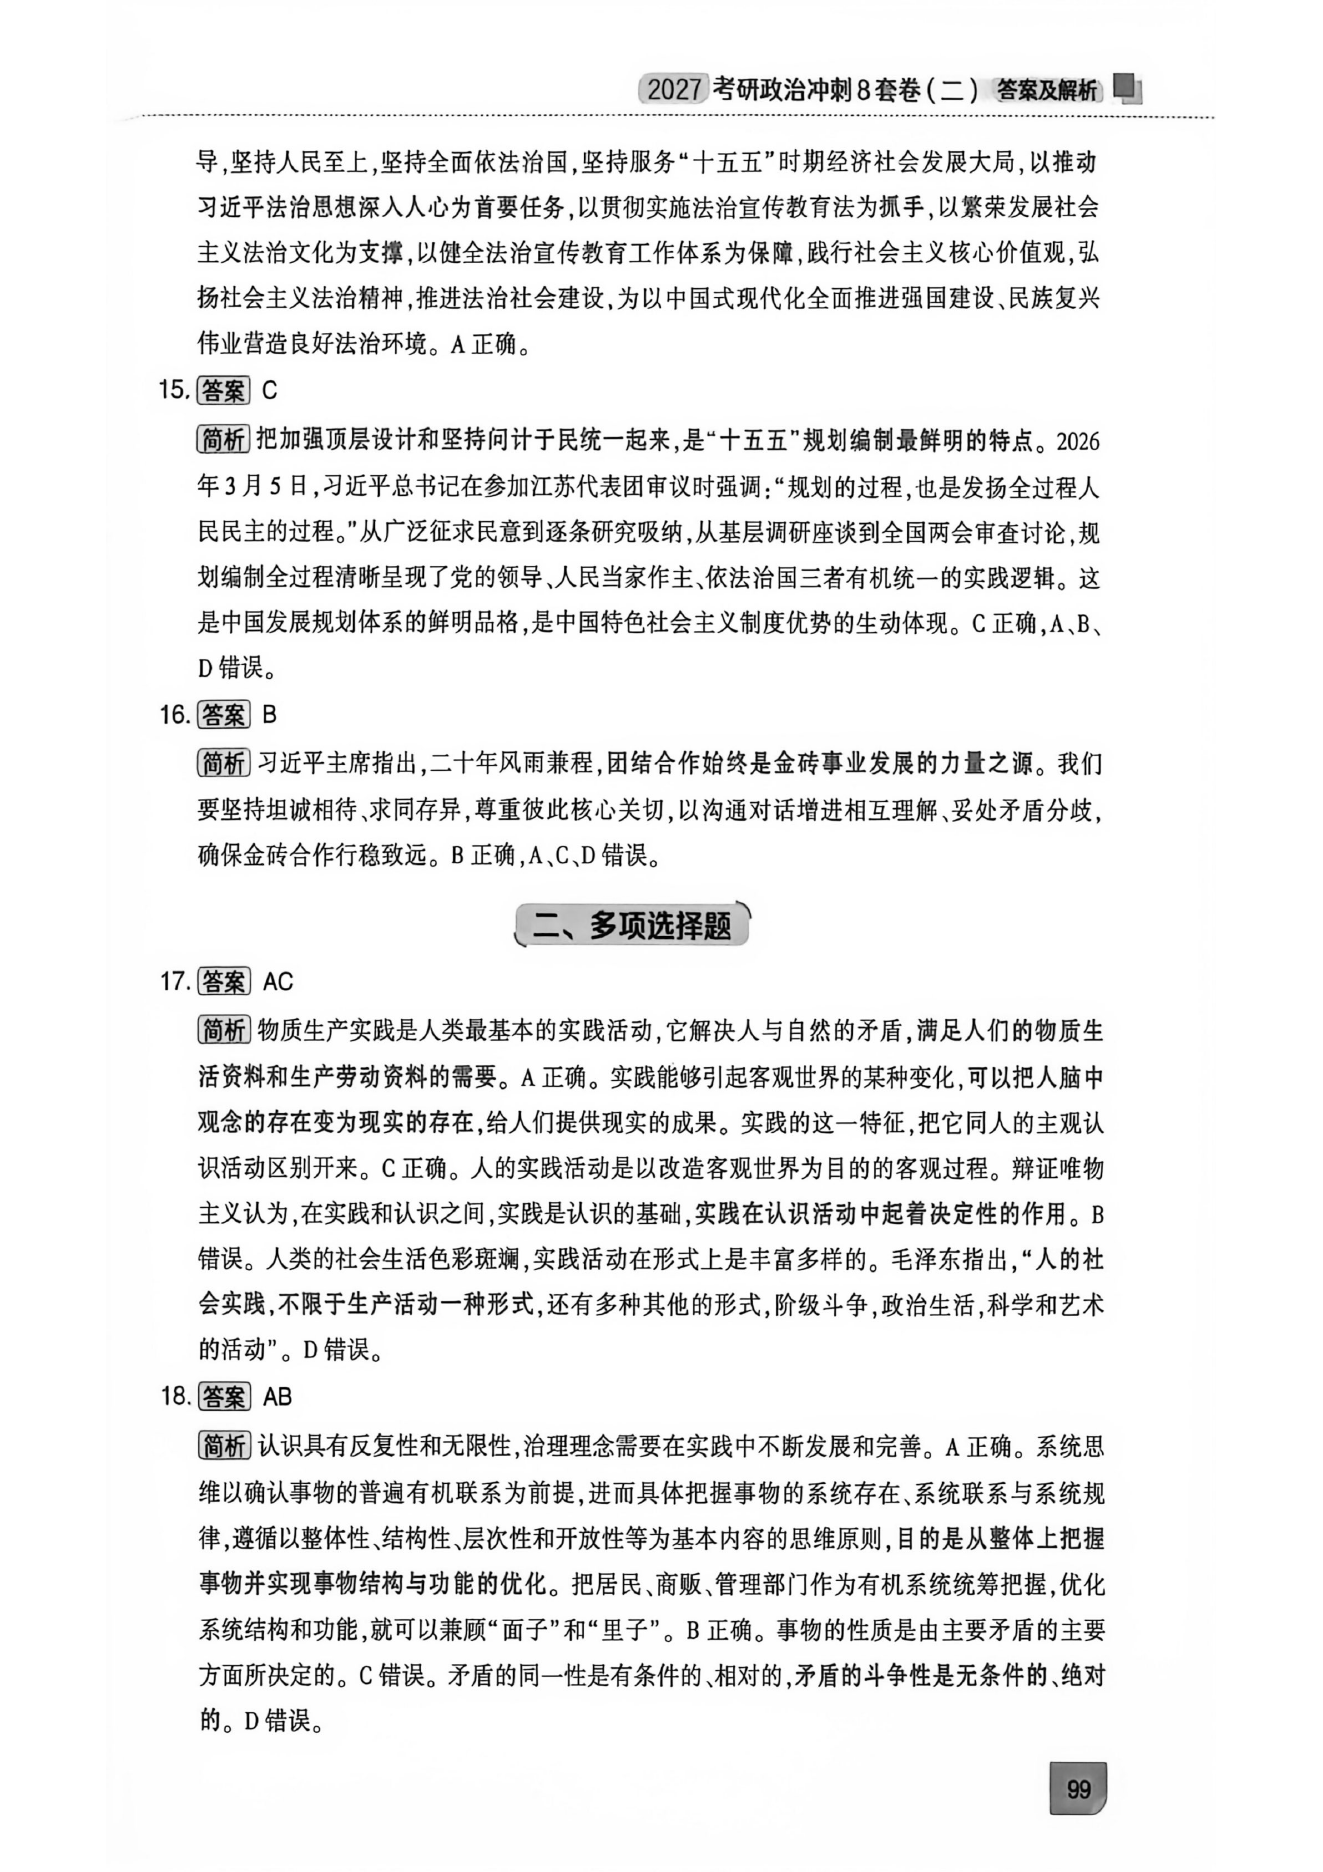 2027 考研政治冲刺8套卷(二) 答案及解析
导,坚持人民至上,坚持全面依法治国,坚持服务“十五五”时期经济社会发展大局,以推动
习近平法治思想深入人心为首要任务,以贯彻实施法治宣传教育法为抓手,以繁荣发展社会
主义法治文化为支撑,以健全法治宣传教育工作体系为保障,践行社会主义核心价值观,弘
扬社会主义法治精神,推进法治社会建设,为以中国式现代化全面推进强国建设、民族复兴
伟业营造良好法治环境。A 正确。
15. 答案 C
简析 把加强顶层设计和坚持问计于民统一起来,是“十五五”规划编制最鲜明的特点。2026
年 3 月 5 日,习近平总书记在参加江苏代表团审议时强调:“规划的过程,也是发扬全过程人
民民主的过程。”从广泛征求民意到逐条研究吸纳,从基层调研座谈到全国两会审查讨论,规
划编制全过程清晰呈现了党的领导、人民当家作主、依法治国三者有机统一的实践逻辑。这
是中国发展规划体系的鲜明品格,是中国特色社会主义制度优势的生动体现。C 正确,A、B、
D 错误。
16. 答案 B
简析 习近平主席指出,二十年风雨兼程,团结合作始终是金砖事业发展的力量之源。我们
要坚持坦诚相待、求同存异,尊重彼此核心关切,以沟通对话增进相互理解、妥处矛盾分歧,
确保金砖合作行稳致远。B 正确,A、C、D 错误。
二、多项选择题
17. 答案 AC
简析 物质生产实践是人类最基本的实践活动,它解决人与自然的矛盾,满足人们的物质生
活资料和生产劳动资料的需要。A 正确。实践能够引起客观世界的某种变化,可以把人脑中
观念的存在变为现实的存在,给人们提供现实的成果。实践的这一特征,把它同人的主观认
识活动区别开来。C 正确。人的实践活动是以改造客观世界为目的的客观过程。辩证唯物
主义认为,在实践和认识之间,实践是认识的基础,实践在认识活动中起着决定性的作用。B
错误。人类的社会生活色彩斑斓,实践活动在形式上是丰富多样的。毛泽东指出,“人的社
会实践,不限于生产活动一种形式,还有多种其他的形式,阶级斗争,政治生活,科学和艺术
的活动”。D 错误。
18. 答案 AB
简析 认识具有反复性和无限性,治理理念需要在实践中不断发展和完善。A 正确。系统思
维以确认事物的普遍有机联系为前提,进而具体把握事物的系统存在、系统联系与系统规
律,遵循以整体性、结构性、层次性和开放性等为基本内容的思维原则,目的是从整体上把握
事物并实现事物结构与功能的优化。把居民、商贩、管理部门作为有机系统统筹把握,优化
系统结构和功能,就可以兼顾“面子”和“里子”。B 正确。事物的性质是由主要矛盾的主要
方面所决定的。C 错误。矛盾的同一性是有条件的、相对的,矛盾的斗争性是无条件的、绝对
的。D 错误。
99